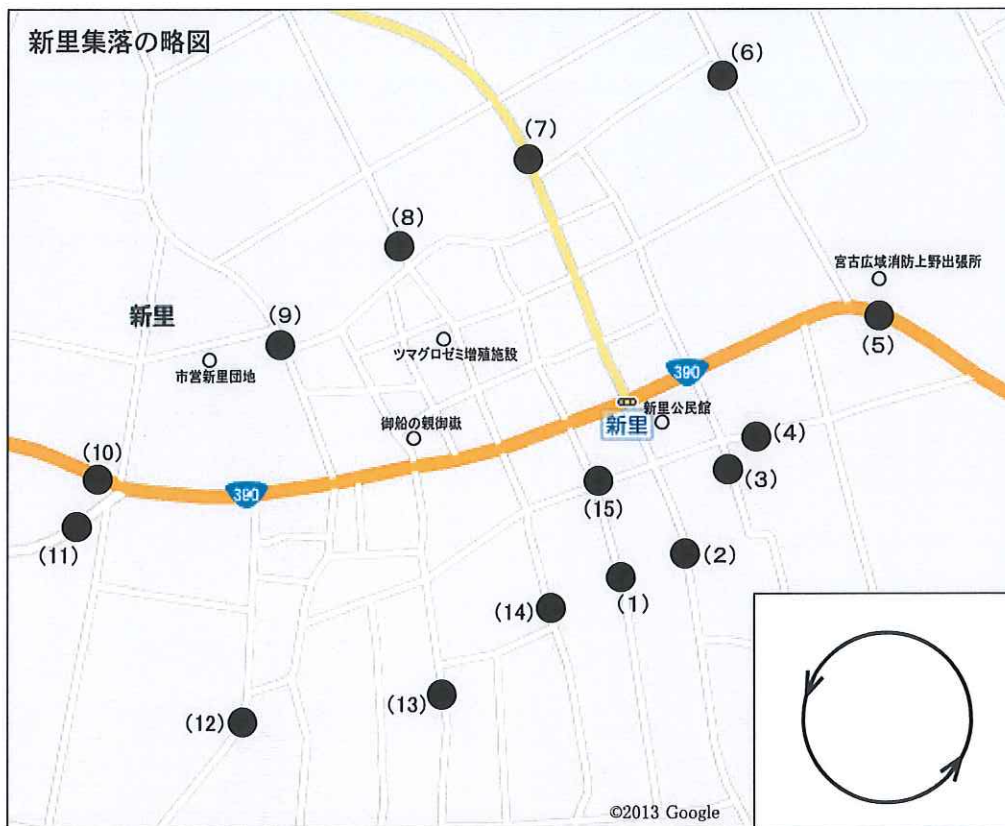 新里集落の略図
(6)
(7)
(8)
宮古広域消防上野出張所
新里
(9)
ツマグロゼミ増殖施設
(5)
市営新里団地
390
御船の親御嶽
新里公民館
新里
(4)
(10)
390
(3)
(15)
(11)
(2)
(1)
(14)
(13)
(12)
©2013 Google